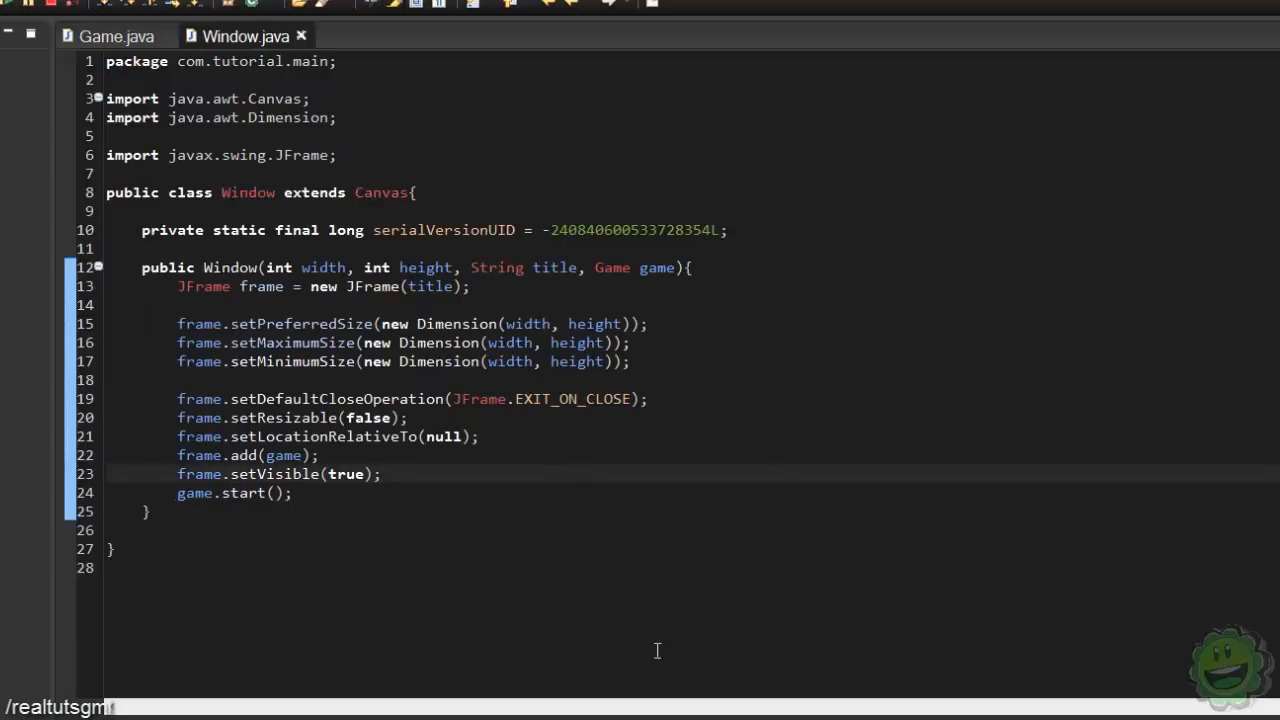 Game.java Window.java
1 package com.tutorial.main;
2
3 import java.awt.Canvas;
4 import java.awt.Dimension;
5
6 import javax.swing.JFrame;
7
8 public class Window extends Canvas{
9
10 private static final long serialVersionUID = -240840600533728354L;
11
12 public Window(int width, int height, String title, Game game){
13 JFrame frame = new JFrame(title);
14
15 frame.setPreferredSize(new Dimension(width, height));
16 frame.setMaximumSize(new Dimension(width, height));
17 frame.setMinimumSize(new Dimension(width, height));
18
19 frame.setDefaultCloseOperation(JFrame.EXIT_ON_CLOSE);
20 frame.setResizable(false);
21 frame.setLocationRelativeTo(null);
22 frame.add(game);
23 frame.setVisible(true);
24 game.start();
25 }
26
27 }
28
/realtutsgm